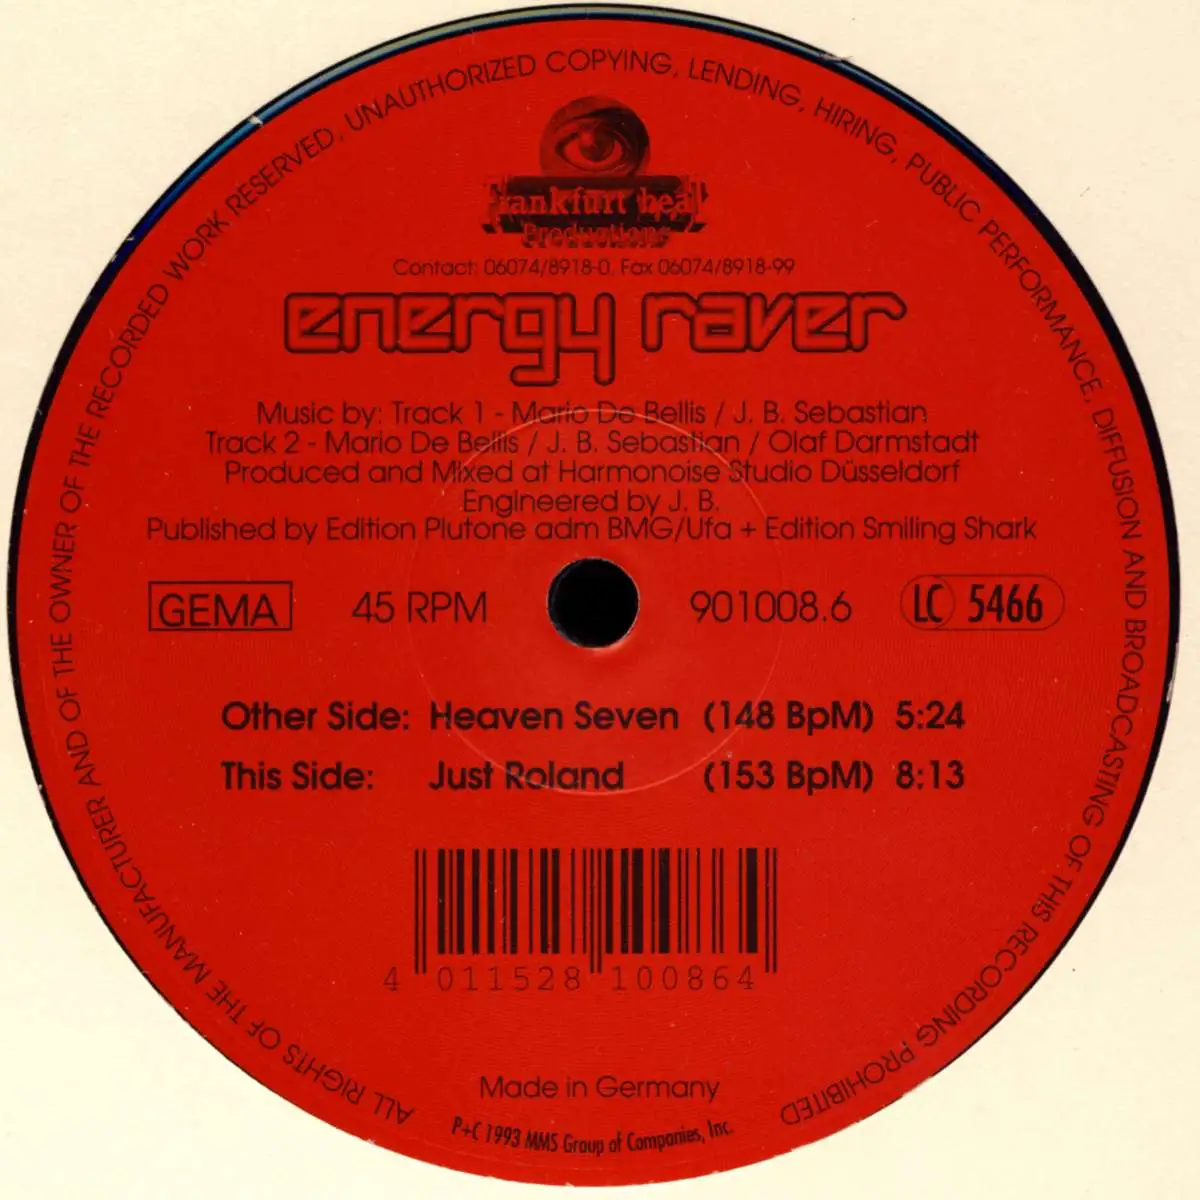 ALL RIGHTS OF THE MANUFACTURER AND OF THE OWNER OF THE RECORDED WORK RESERVED, UNAUTHORIZED COPYING, LENDING, HIRING, PUBLIC PERFORMANCE, DIFFUSION AND BROADCASTING OF THIS RECORDING PROHIBITED
frankfurt beat
Productions
Contact: 06074/8918-0, Fax 06074/8918-99
energy raver
Music by: Track 1 - Mario De Bellis / J. B. Sebastian
Track 2 - Mario De Bellis / J. B. Sebastian / Olaf Darmstadt
Produced and Mixed at Harmonoise Studio Düsseldorf
Engineered by J. B.
Published by Edition Plutone adm BMG/Ufa + Edition Smiling Shark
GEMA 45 RPM 901008.6 LC 5466
Other Side: Heaven Seven (148 BpM) 5:24
This Side: Just Roland (153 BpM) 8:13
4 011528 100864
Made in Germany
P+C 1993 MMS Group of Companies, Inc.